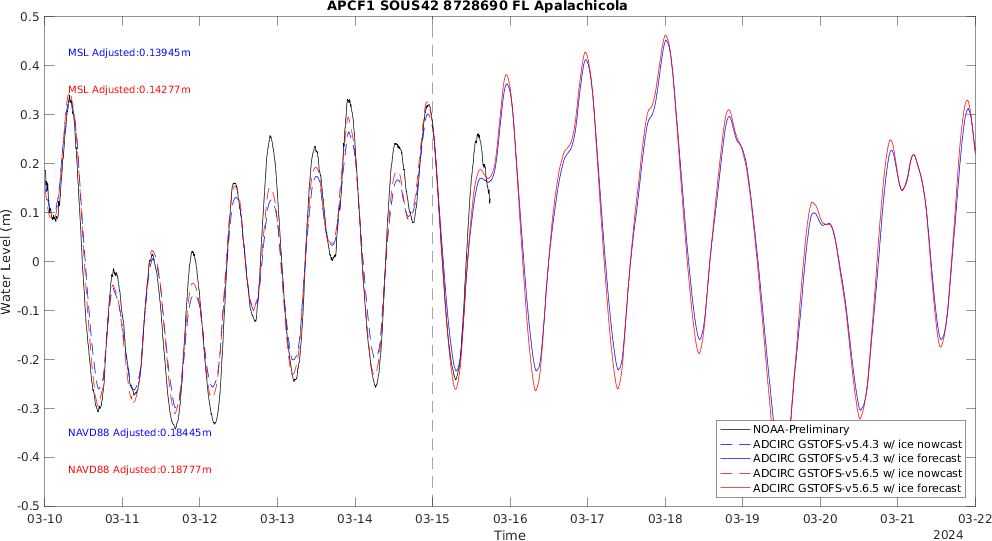 APCF1 SOUS42 8728690 FL Apalachicola
0.5
0.4
0.3
0.2
0.1
0
-0.1
-0.2
-0.3
-0.4
-0.5
Water Level (m)
MSL Adjusted:0.13945m
MSL Adjusted:0.14277m
NAVD88 Adjusted:0.18445m
NAVD88 Adjusted:0.18777m
NOAA-Preliminary
ADCIRC GSTOFS-v5.4.3 w/ ice nowcast
ADCIRC GSTOFS-v5.4.3 w/ ice forecast
ADCIRC GSTOFS-v5.6.5 w/ ice nowcast
ADCIRC GSTOFS-v5.6.5 w/ ice forecast
03-10 03-11 03-12 03-13 03-14 03-15 03-16 03-17 03-18 03-19 03-20 03-21 03-22
Time
2024